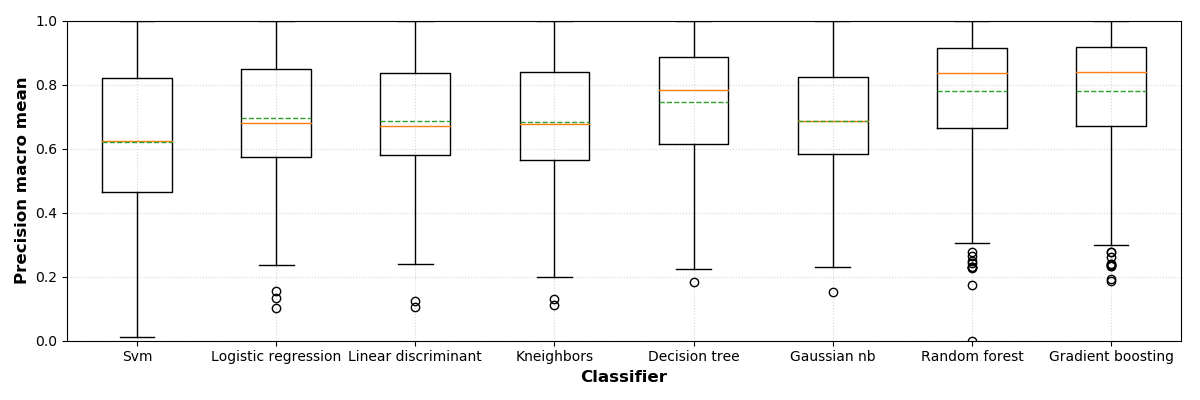 Precision macro mean
1.0
0.8
0.6
0.4
0.2
0.0
Svm Logistic regression Linear discriminant Kneighbors Decision tree Gaussian nb Random forest Gradient boosting
Classifier